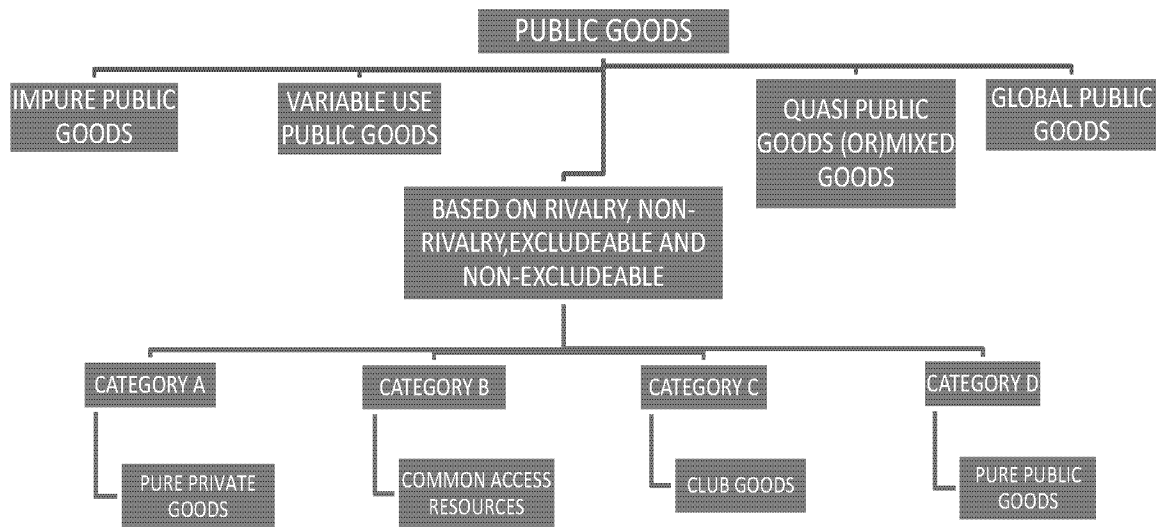 PUBLIC GOODS
IMPURE PUBLIC
GOODS
VARIABLE USE
PUBLIC GOODS
QUASI PUBLIC
GOODS (OR)MIXED
GOODS
GLOBAL PUBLIC
GOODS
BASED ON RIVALRY, NON-
RIVALRY,EXCLUDEABLE AND
NON-EXCLUDEABLE
CATEGORY A
CATEGORY B
CATEGORY C
CATEGORY D
PURE PRIVATE
GOODS
COMMON ACCESS
RESOURCES
CLUB GOODS
PURE PUBLIC
GOODS